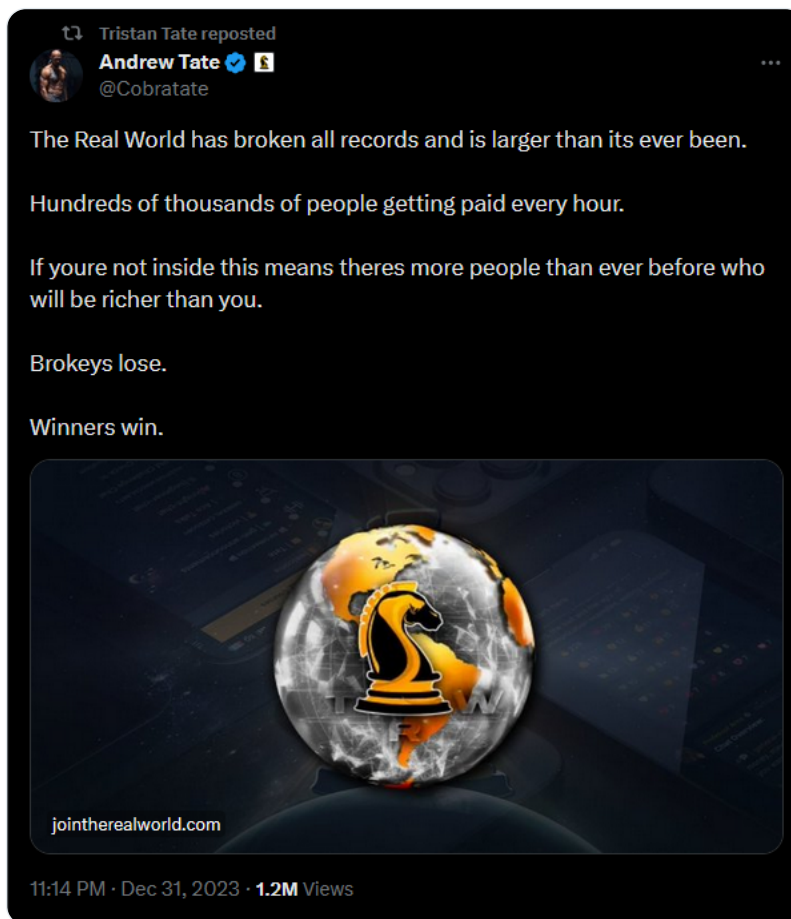 Tristan Tate reposted
Andrew Tate
@Cobratate
The Real World has broken all records and is larger than its ever been.
Hundreds of thousands of people getting paid every hour.
If youre not inside this means theres more people than ever before who
will be richer than you.
Brokeys lose.
Winners win.
T W
R
jointherealworld.com
11:14 PM · Dec 31, 2023 · 1.2M Views